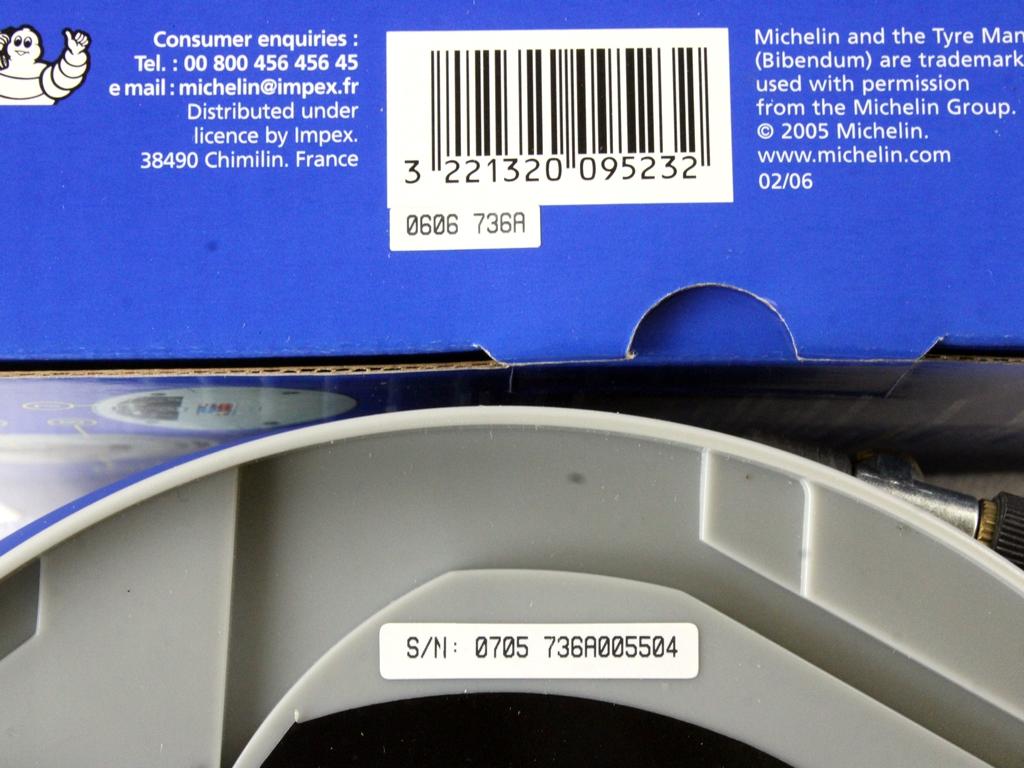 Consumer enquiries :
Tel. : 00 800 456 456 45
e mail : michelin@impex.fr
Distributed under
licence by Impex.
38490 Chimilin. France
3 221320 095232
0606 736A
Michelin and the Tyre Man
(Bibendum) are trademark
used with permission
from the Michelin Group.
© 2005 Michelin.
www.michelin.com
02/06
S/N: 0705 736A005504